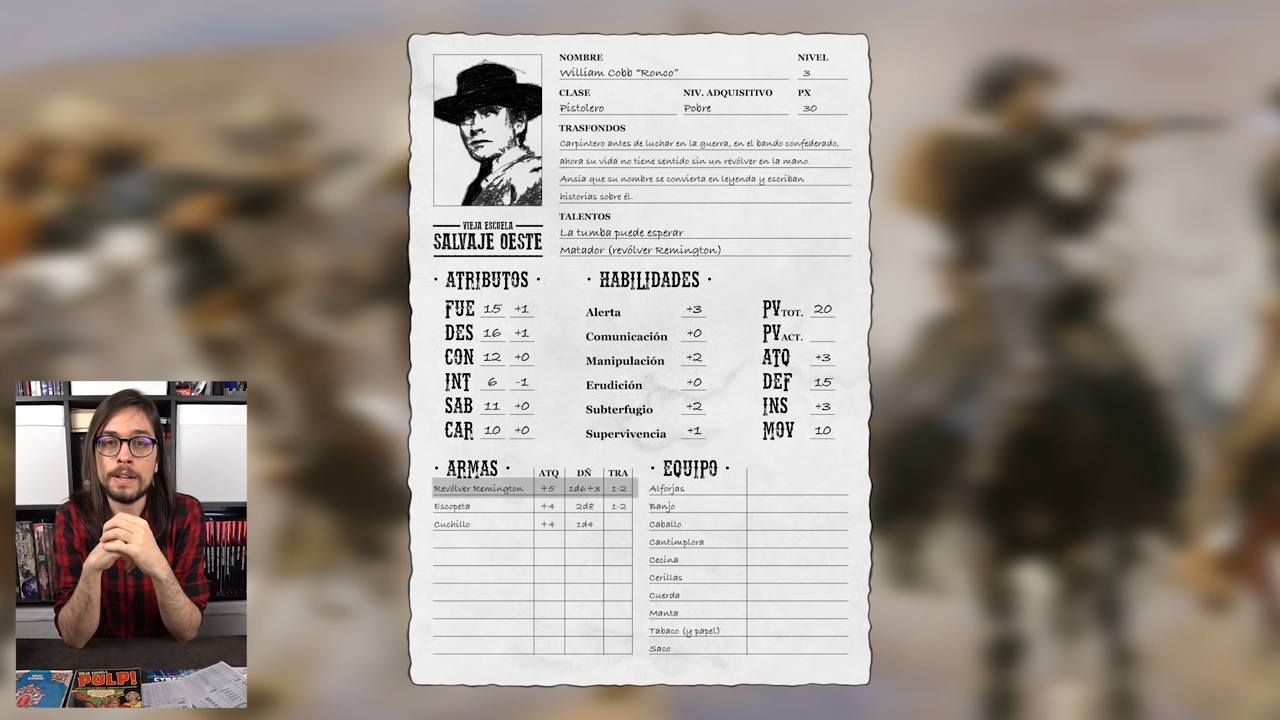 NOMBRE
NIVEL
William Cobb "Ronco"
3
CLASE
NIV. ADQUISITIVO
PX
Pistolero
Pobre
30
TRASFONDOS
Carpintero antes de luchar en la guerra, en el bando confederado,
ahora su vida no tiene sentido sin un revólver en la mano.
Ansía que su nombre se convierta en leyenda y escriban
historias sobre él.
VIEJA ESCUELA
SALVAJE OESTE
TALENTOS
La tumba puede esperar
Matador (revólver Remington)
· ATRIBUTOS ·
FUE 15 +1
DES 16 +1
CON 12 +0
INT 6 -1
SAB 11 +0
CAR 10 +0
· HABILIDADES ·
Alerta +3
Comunicación +0
Manipulación +2
Erudición +0
Subterfugio +2
Supervivencia +1
PV TOT. 20
PV ACT.
ATQ +3
DEF 15
INS +3
MOV 10
· ARMAS · ATQ DÑ TRA
Revólver Remington +5 1d6+3 1-2
Escopeta +4 2d8 1-2
Cuchillo +4 1d4
· EQUIPO ·
Alforjas
Banjo
Caballo
Cantimplora
Cecina
Cerillas
Cuerda
Manta
Tabaco (y papel)
Saco
PULP!